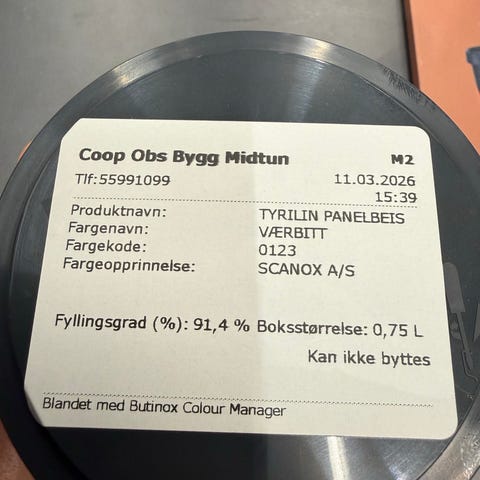 Coop Obs Bygg Midtun M2
Tlf:55991099 11.03.2026
15:39
Produktnavn: TYRILIN PANELBEIS
Fargenavn: VÆRBITT
Fargekode: 0123
Fargeopprinnelse: SCANOX A/S
Fyllingsgrad (%): 91,4 % Boksstørrelse: 0,75 L
Kan ikke byttes
Blandet med Butinox Colour Manager